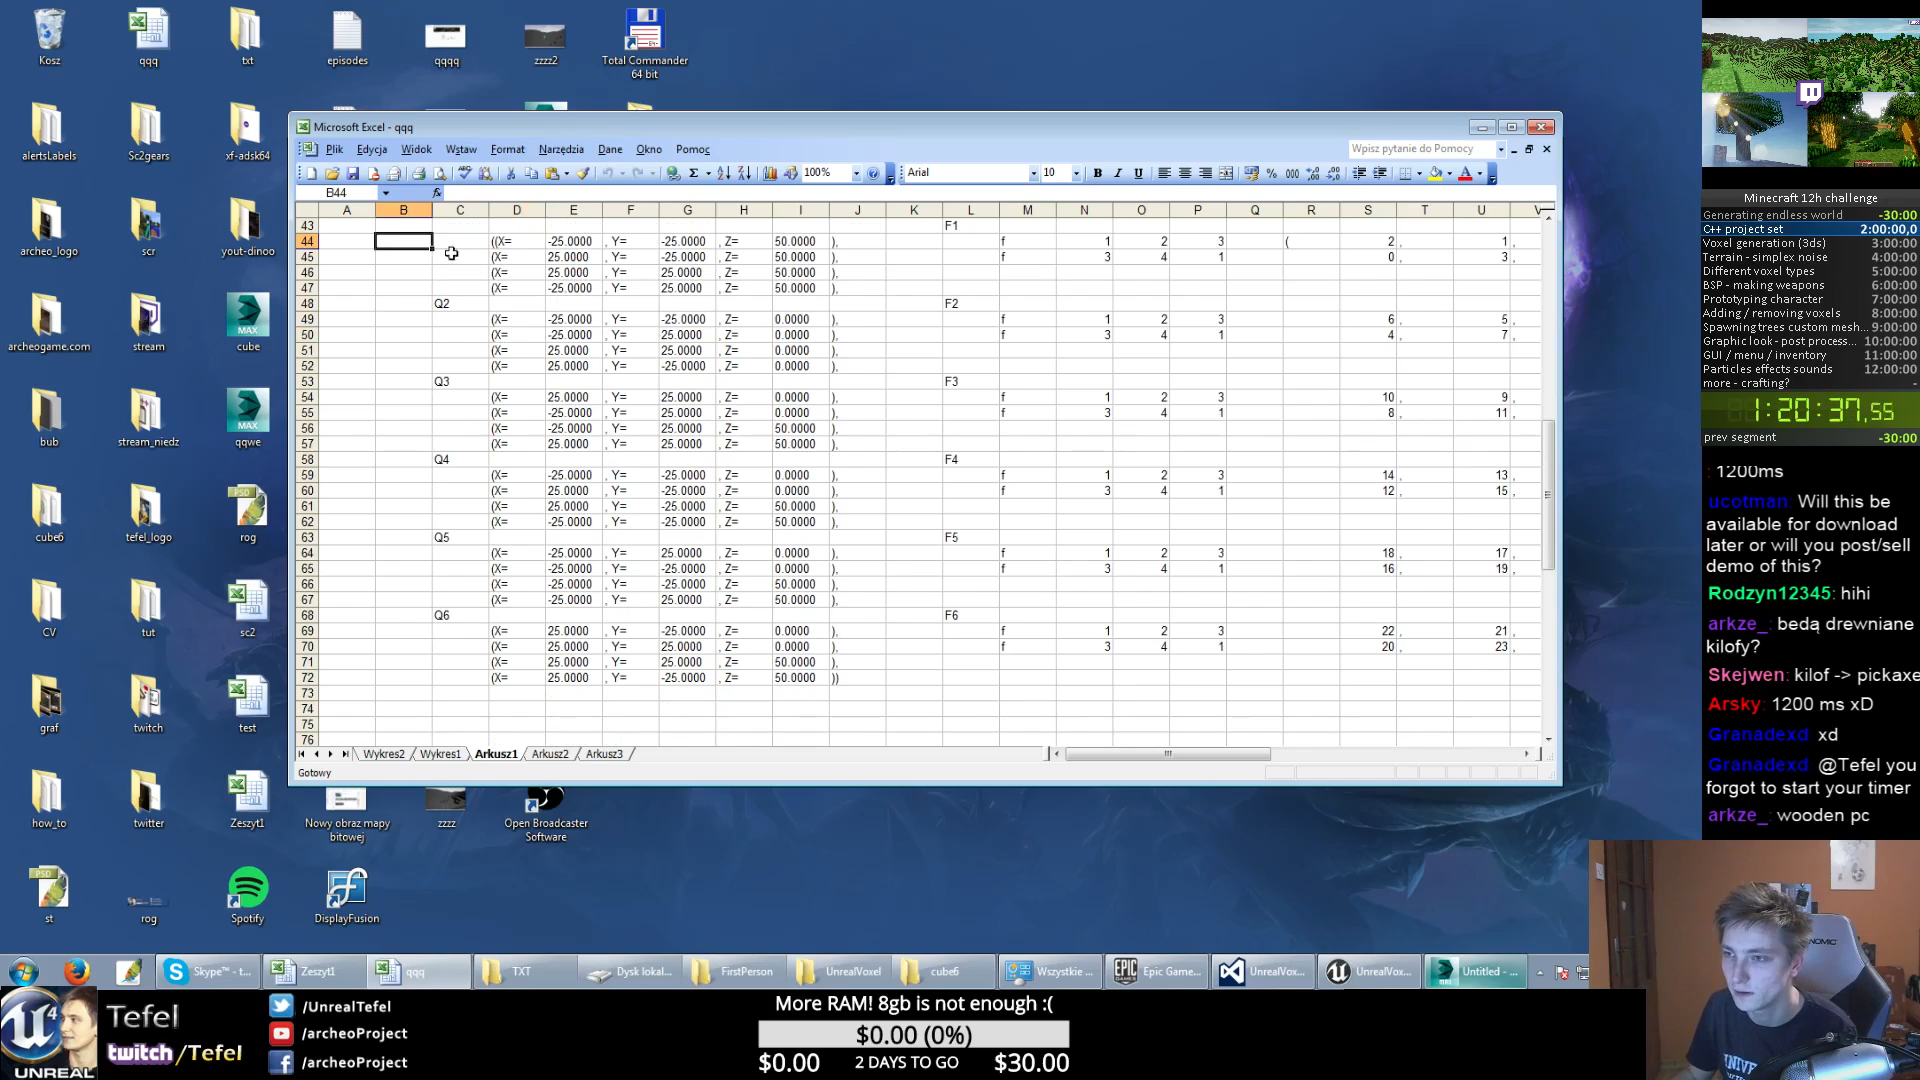 Kosz
qqq
txt
episodes
qqqq
zzzz2
Total Commander
64 bit
alertsLabels
Sc2gears
xf-adsk64
archeo_logo
scr
yout-dinoo
archeogame.com
stream
cube
MAX
bub
stream_niedz
qqwe
MAX
cube6
tefel_logo
rog
PSD
CV
tut
sc2
graf
twitch
test
how_to
twitter
Zeszyt1
Nowy obraz mapy
bitowej
zzzz
Open Broadcaster
Software
st
PSD
rog
Spotify
DisplayFusion
Microsoft Excel - qqq
Plik Edycja Widok Wstaw Format Narzędzia Dane Okno Pomoc
Wpisz pytanie do Pomocy
100% Arial 10 B I U
B44 fx
A B C D E F G H I J K L M N O P Q R S T U V
43 F1
44 ((X= -25.0000 , Y= -25.0000 , Z= 50.0000 ), f 1 2 3 ( 2 , 1 ,
45 (X= 25.0000 , Y= -25.0000 , Z= 50.0000 ), f 3 4 1 0 , 3 ,
46 (X= 25.0000 , Y= 25.0000 , Z= 50.0000 ),
47 (X= -25.0000 , Y= 25.0000 , Z= 50.0000 ),
48 Q2 F2
49 (X= -25.0000 , Y= -25.0000 , Z= 0.0000 ), f 1 2 3 6 , 5 ,
50 (X= -25.0000 , Y= 25.0000 , Z= 0.0000 ), f 3 4 1 4 , 7 ,
51 (X= 25.0000 , Y= 25.0000 , Z= 0.0000 ),
52 (X= 25.0000 , Y= -25.0000 , Z= 0.0000 ),
53 Q3 F3
54 (X= 25.0000 , Y= 25.0000 , Z= 0.0000 ), f 1 2 3 10 , 9 ,
55 (X= -25.0000 , Y= 25.0000 , Z= 0.0000 ), f 3 4 1 8 , 11 ,
56 (X= -25.0000 , Y= 25.0000 , Z= 50.0000 ),
57 (X= 25.0000 , Y= 25.0000 , Z= 50.0000 ),
58 Q4 F4
59 (X= -25.0000 , Y= -25.0000 , Z= 0.0000 ), f 1 2 3 14 , 13 ,
60 (X= 25.0000 , Y= -25.0000 , Z= 0.0000 ), f 3 4 1 12 , 15 ,
61 (X= 25.0000 , Y= -25.0000 , Z= 50.0000 ),
62 (X= -25.0000 , Y= -25.0000 , Z= 50.0000 ),
63 Q5 F5
64 (X= -25.0000 , Y= 25.0000 , Z= 0.0000 ), f 1 2 3 18 , 17 ,
65 (X= -25.0000 , Y= -25.0000 , Z= 0.0000 ), f 3 4 1 16 , 19 ,
66 (X= -25.0000 , Y= -25.0000 , Z= 50.0000 ),
67 (X= -25.0000 , Y= 25.0000 , Z= 50.0000 ),
68 Q6 F6
69 (X= 25.0000 , Y= -25.0000 , Z= 0.0000 ), f 1 2 3 22 , 21 ,
70 (X= 25.0000 , Y= 25.0000 , Z= 0.0000 ), f 3 4 1 20 , 23 ,
71 (X= 25.0000 , Y= 25.0000 , Z= 50.0000 ),
72 (X= 25.0000 , Y= -25.0000 , Z= 50.0000 ))
73
74
75
76
Wykres2 Wykres1 Arkusz1 Arkusz2 Arkusz3
Gotowy
Minecraft 12h challenge
Generating endless world -30:00
C++ project set 2:00:00,0
Voxel generation (3ds) 3:00:00
Terrain - simplex noise 4:00:00
Different voxel types 5:00:00
BSP - making weapons 6:00:00
Prototyping character 7:00:00
Adding / removing voxels 8:00:00
Spawning trees custom mesh... 9:00:00
Graphic look - post process... 10:00:00
GUI / menu / inventory 11:00:00
Particles effects sounds 12:00:00
more - crafting? -
1:20:37,55
prev segment -30:00
: 1200ms
ucotman: Will this be
available for download
later or will you post/sell
demo of this?
Rodzyn12345: hihi
arkze_: bedą drewniane
kilofy?
Skejwen: kilof -> pickaxe
Arsky: 1200 ms xD
Granadexd: xd
Granadexd: @Tefel you
forgot to start your timer
arkze_: wooden pc
Skype™ - t...
Zeszyt1
qqq
TXT
Dysk lokal...
FirstPerson
UnrealVoxel
cube6
Wszystkie ...
Epic Game...
UnrealVox...
UnrealVox...
Untitled - ...
Tefel
twitch/Tefel
UNREAL
/UnrealTefel
/archeoProject
/archeoProject
More RAM! 8gb is not enough :(
$0.00 (0%)
$0.00 2 DAYS TO GO $30.00